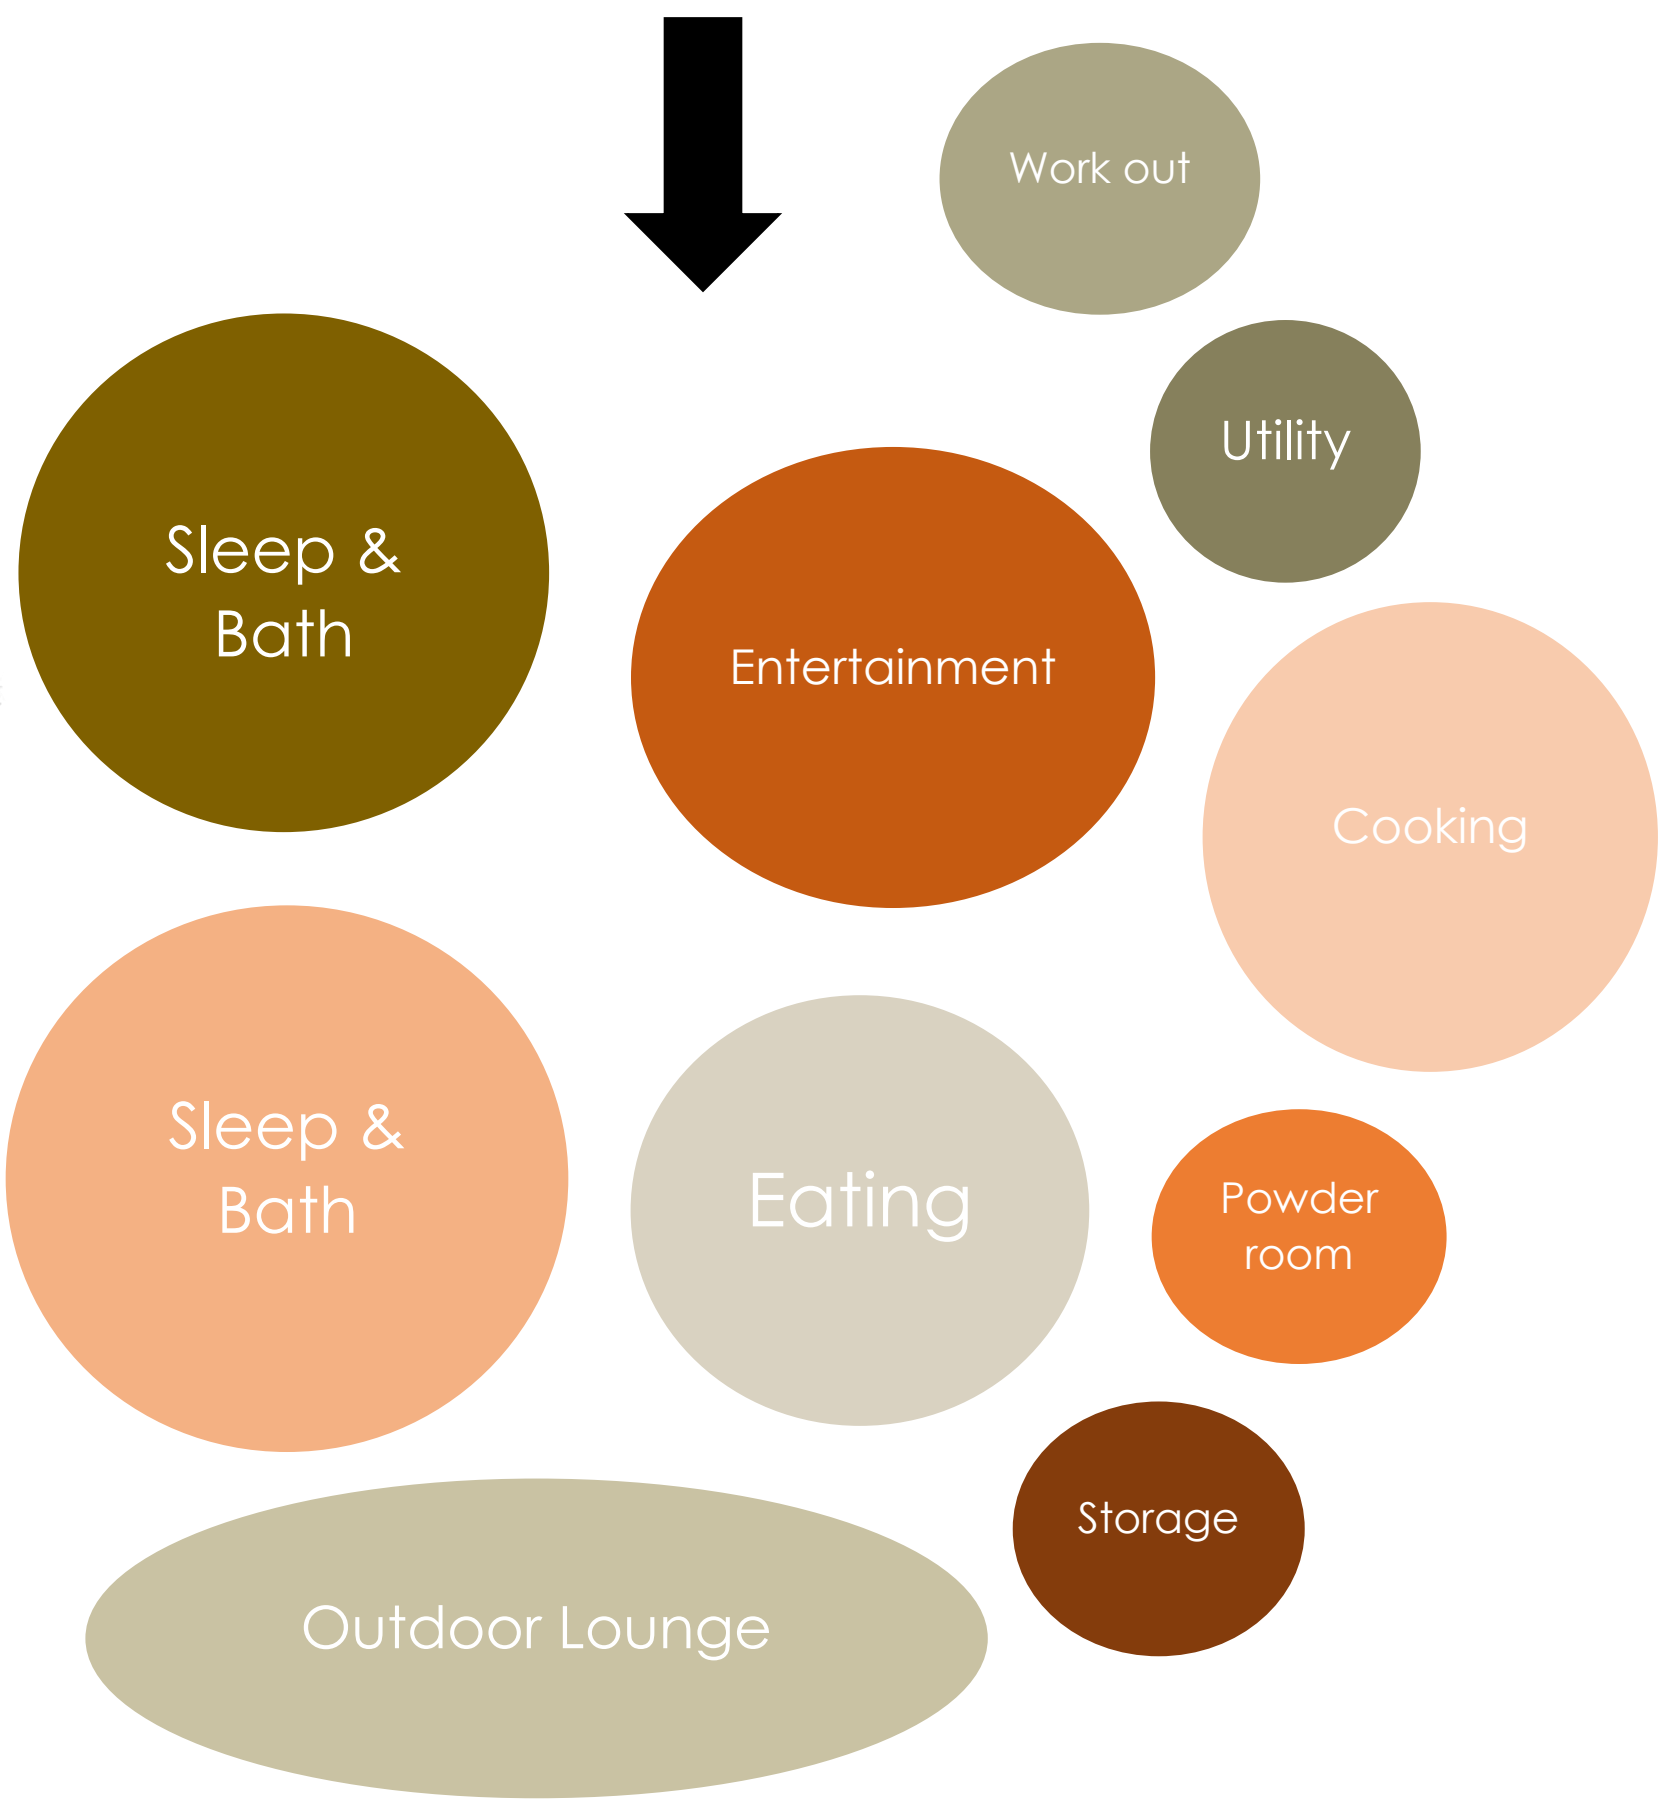 Work out
Utility
Sleep &
Bath
Entertainment
Cooking
Sleep &
Bath
Eating
Powder
room
Storage
Outdoor Lounge